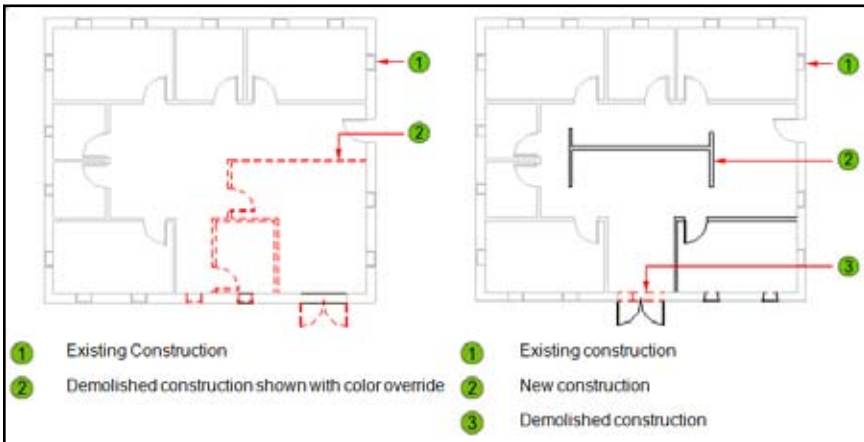 1
2
1
2
3
1 Existing Construction
2 Demolished construction shown with color override
1 Existing construction
2 New construction
3 Demolished construction